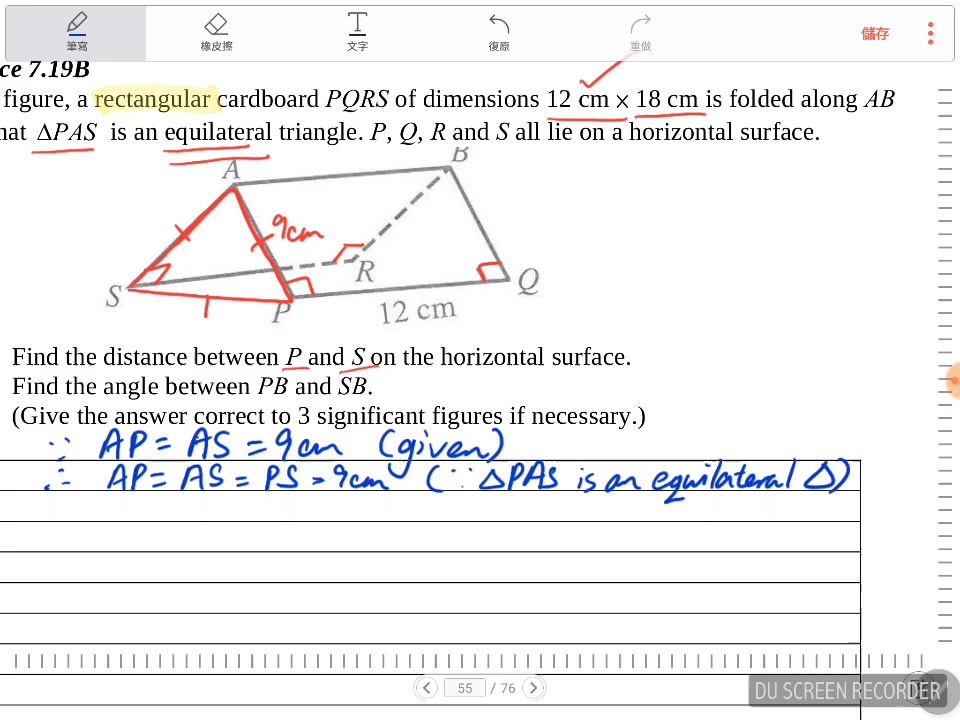 筆寫 橡皮擦 文字 復原 重做 儲存
ce 7.19B
figure, a rectangular cardboard PQRS of dimensions 12 cm × 18 cm is folded along AB
hat ΔPAS is an equilateral triangle. P, Q, R and S all lie on a horizontal surface.
A B
9cm
R Q
S P 12 cm
Find the distance between P and S on the horizontal surface.
Find the angle between PB and SB.
(Give the answer correct to 3 significant figures if necessary.)
∵ AP = AS = 9cm (given)
∴ AP = AS = PS = 9cm (∵ ΔPAS is an equilateral Δ)
55 / 76
DU SCREEN RECORDER